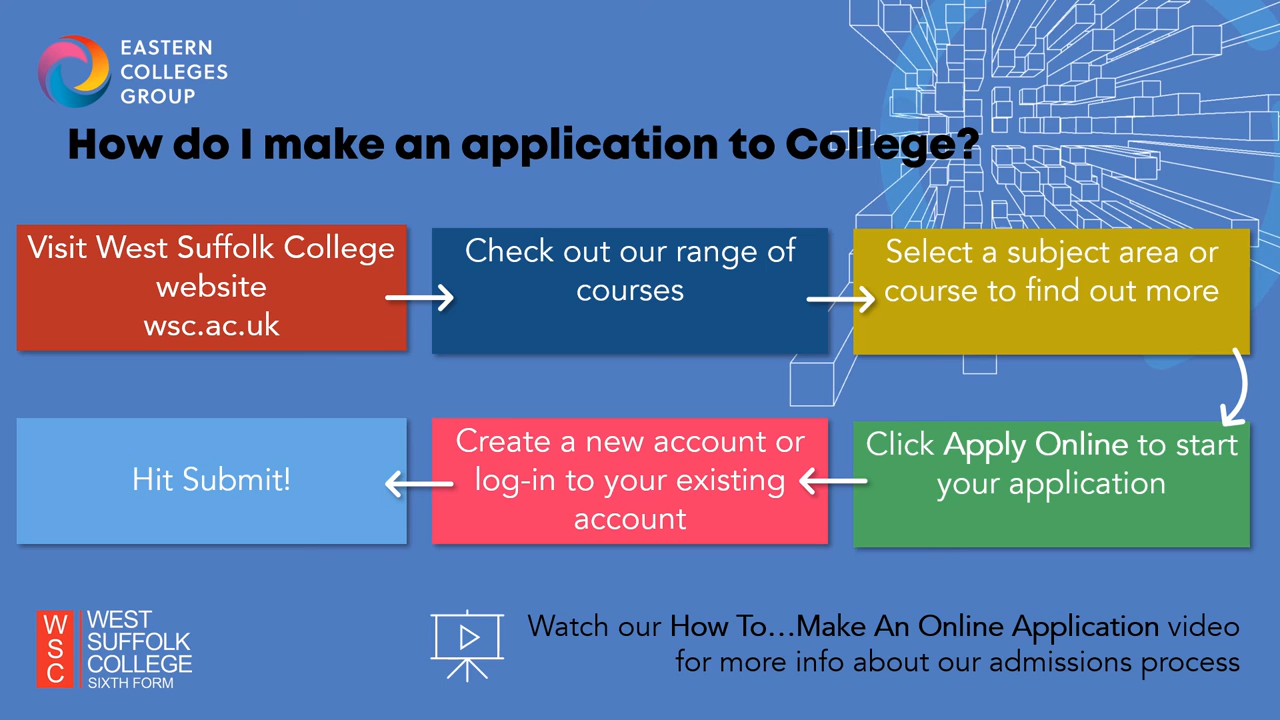 EASTERN
COLLEGES
GROUP
How do I make an application to College?
Visit West Suffolk College
website
wsc.ac.uk
Check out our range of
courses
Select a subject area or
course to find out more
Click Apply Online to start
your application
Create a new account or
log-in to your existing
account
Hit Submit!
WSC
WEST
SUFFOLK
COLLEGE
SIXTH FORM
Watch our How To...Make An Online Application video
for more info about our admissions process